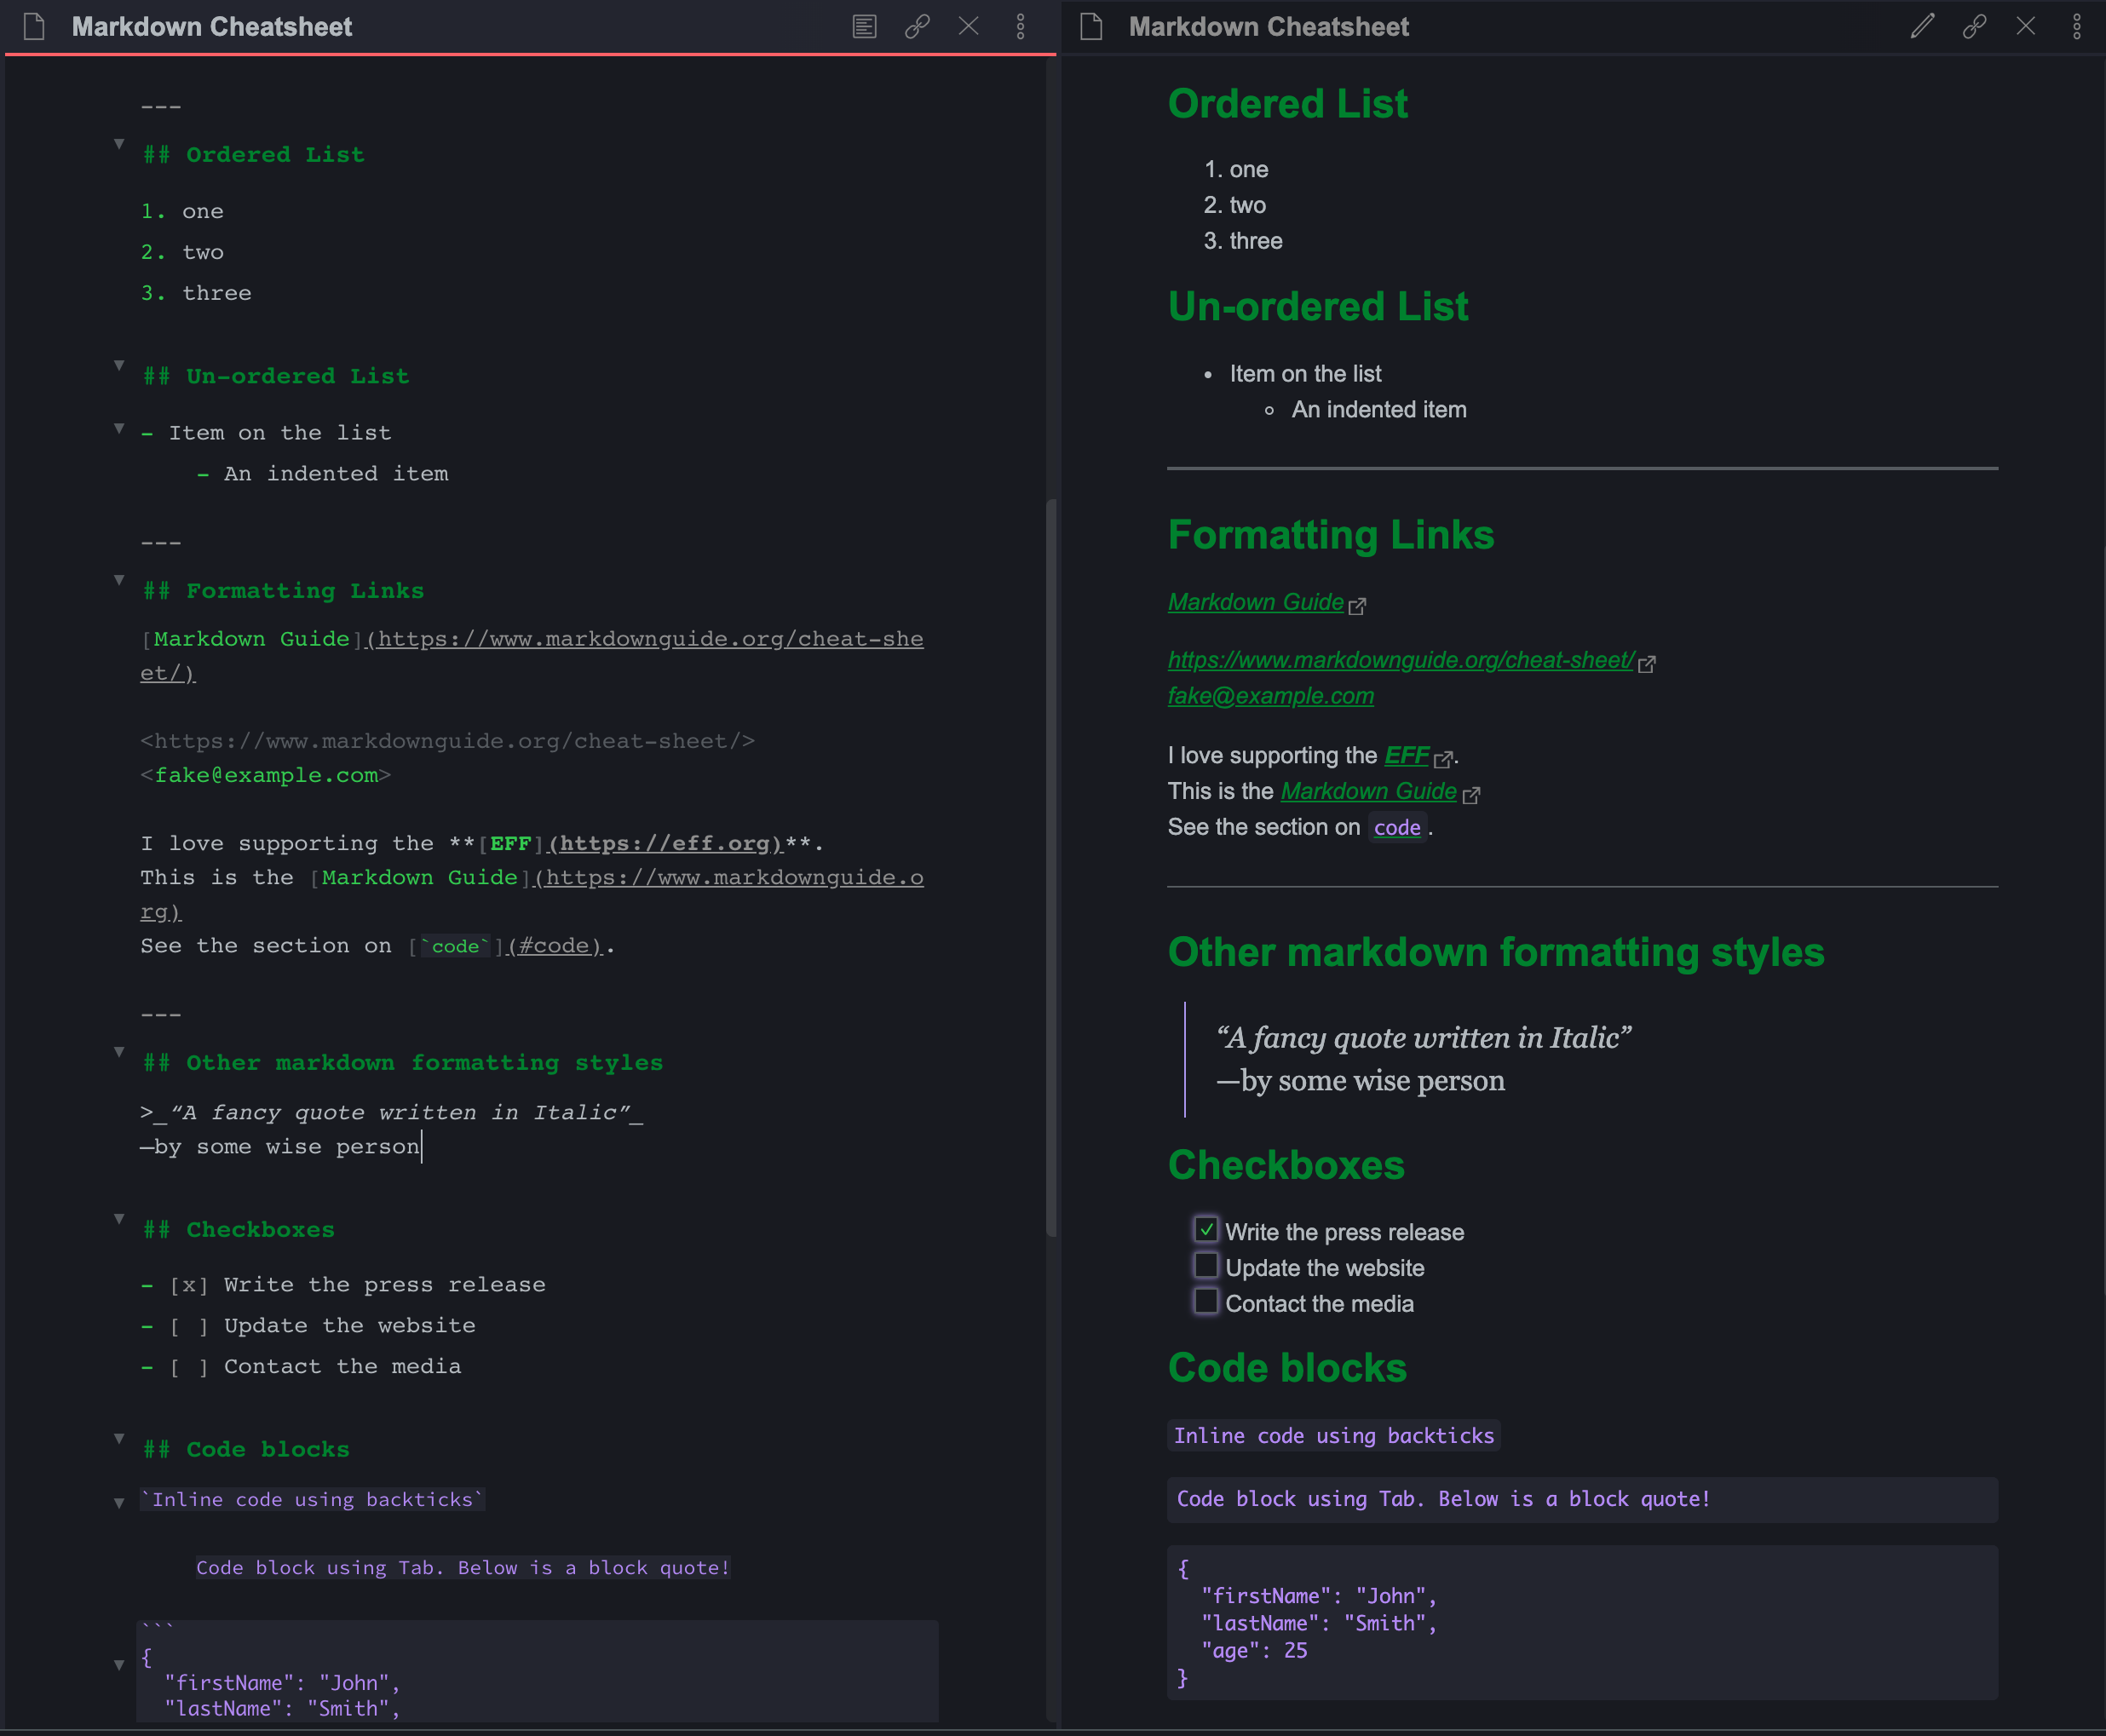 Markdown Cheatsheet
---
## Ordered List
1. one
2. two
3. three
## Un-ordered List
- Item on the list
- An indented item
---
## Formatting Links
[Markdown Guide](https://www.markdownguide.org/cheat-she
et/)
<https://www.markdownguide.org/cheat-sheet/>
<fake@example.com>
I love supporting the **[EFF](https://eff.org)**.
This is the [Markdown Guide](https://www.markdownguide.o
rg)
See the section on [`code`](#code).
---
## Other markdown formatting styles
>_“A fancy quote written in Italic”_
—by some wise person
## Checkboxes
- [x] Write the press release
- [ ] Update the website
- [ ] Contact the media
## Code blocks
`Inline code using backticks`
Code block using Tab. Below is a block quote!
```
{
"firstName": "John",
"lastName": "Smith",
Markdown Cheatsheet
Ordered List
1. one
2. two
3. three
Un-ordered List
• Item on the list
◦ An indented item
Formatting Links
Markdown Guide
https://www.markdownguide.org/cheat-sheet/
fake@example.com
I love supporting the EFF.
This is the Markdown Guide
See the section on code.
Other markdown formatting styles
“A fancy quote written in Italic”
—by some wise person
Checkboxes
Write the press release
Update the website
Contact the media
Code blocks
Inline code using backticks
Code block using Tab. Below is a block quote!
{
"firstName": "John",
"lastName": "Smith",
"age": 25
}